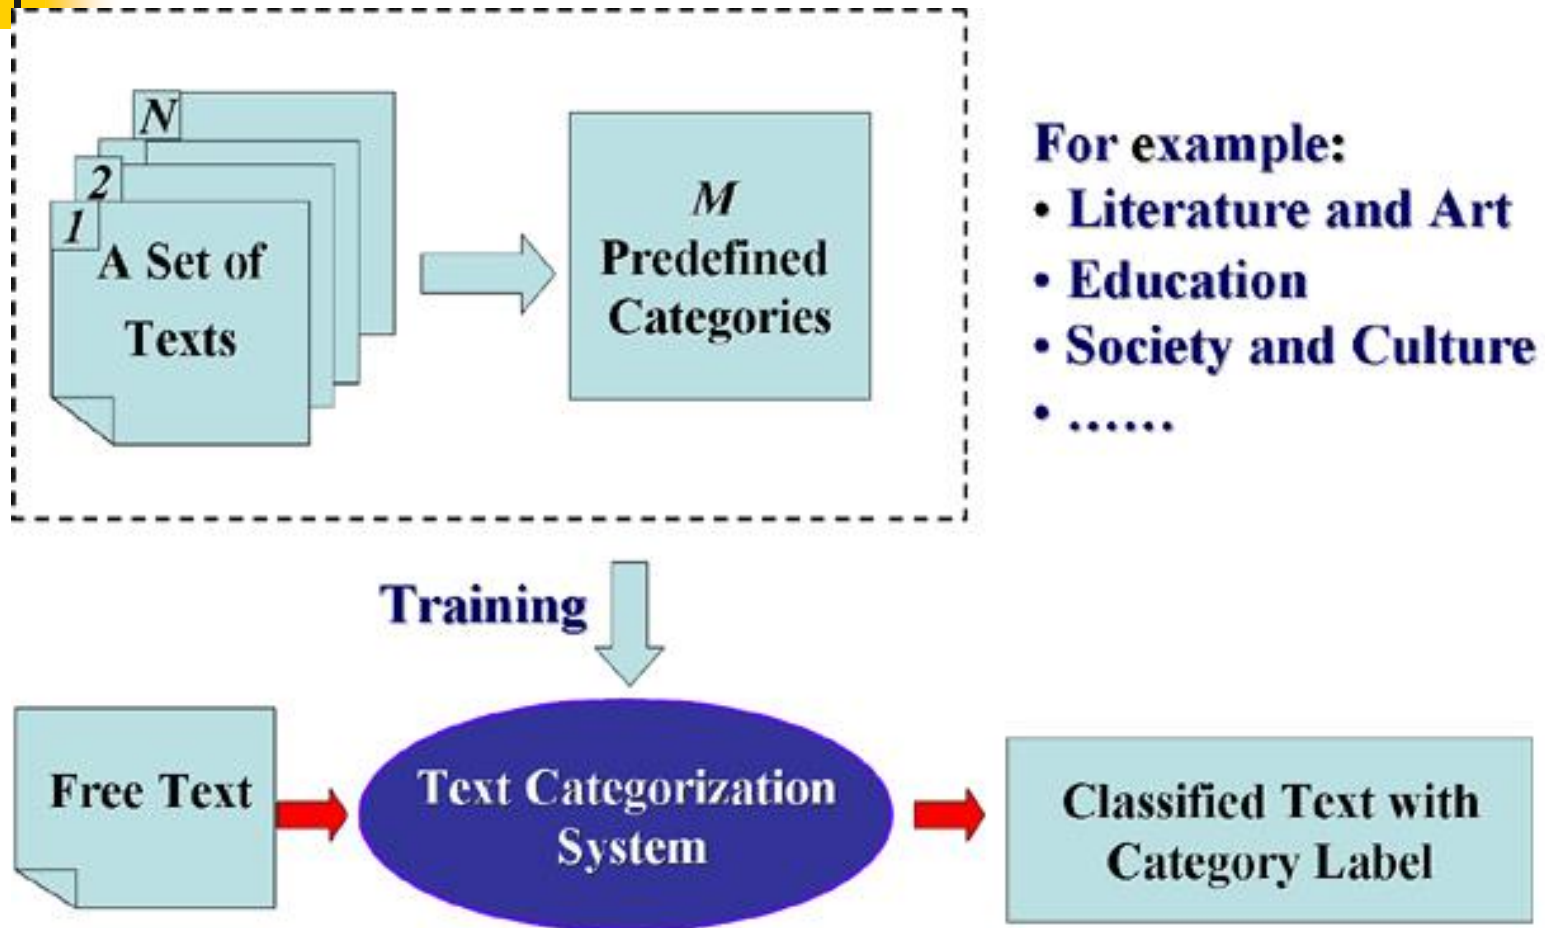 N
2
1
A Set of
Texts
M
Predefined
Categories
For example:
• Literature and Art
• Education
• Society and Culture
• ......
Training
Free Text
Text Categorization
System
Classified Text with
Category Label